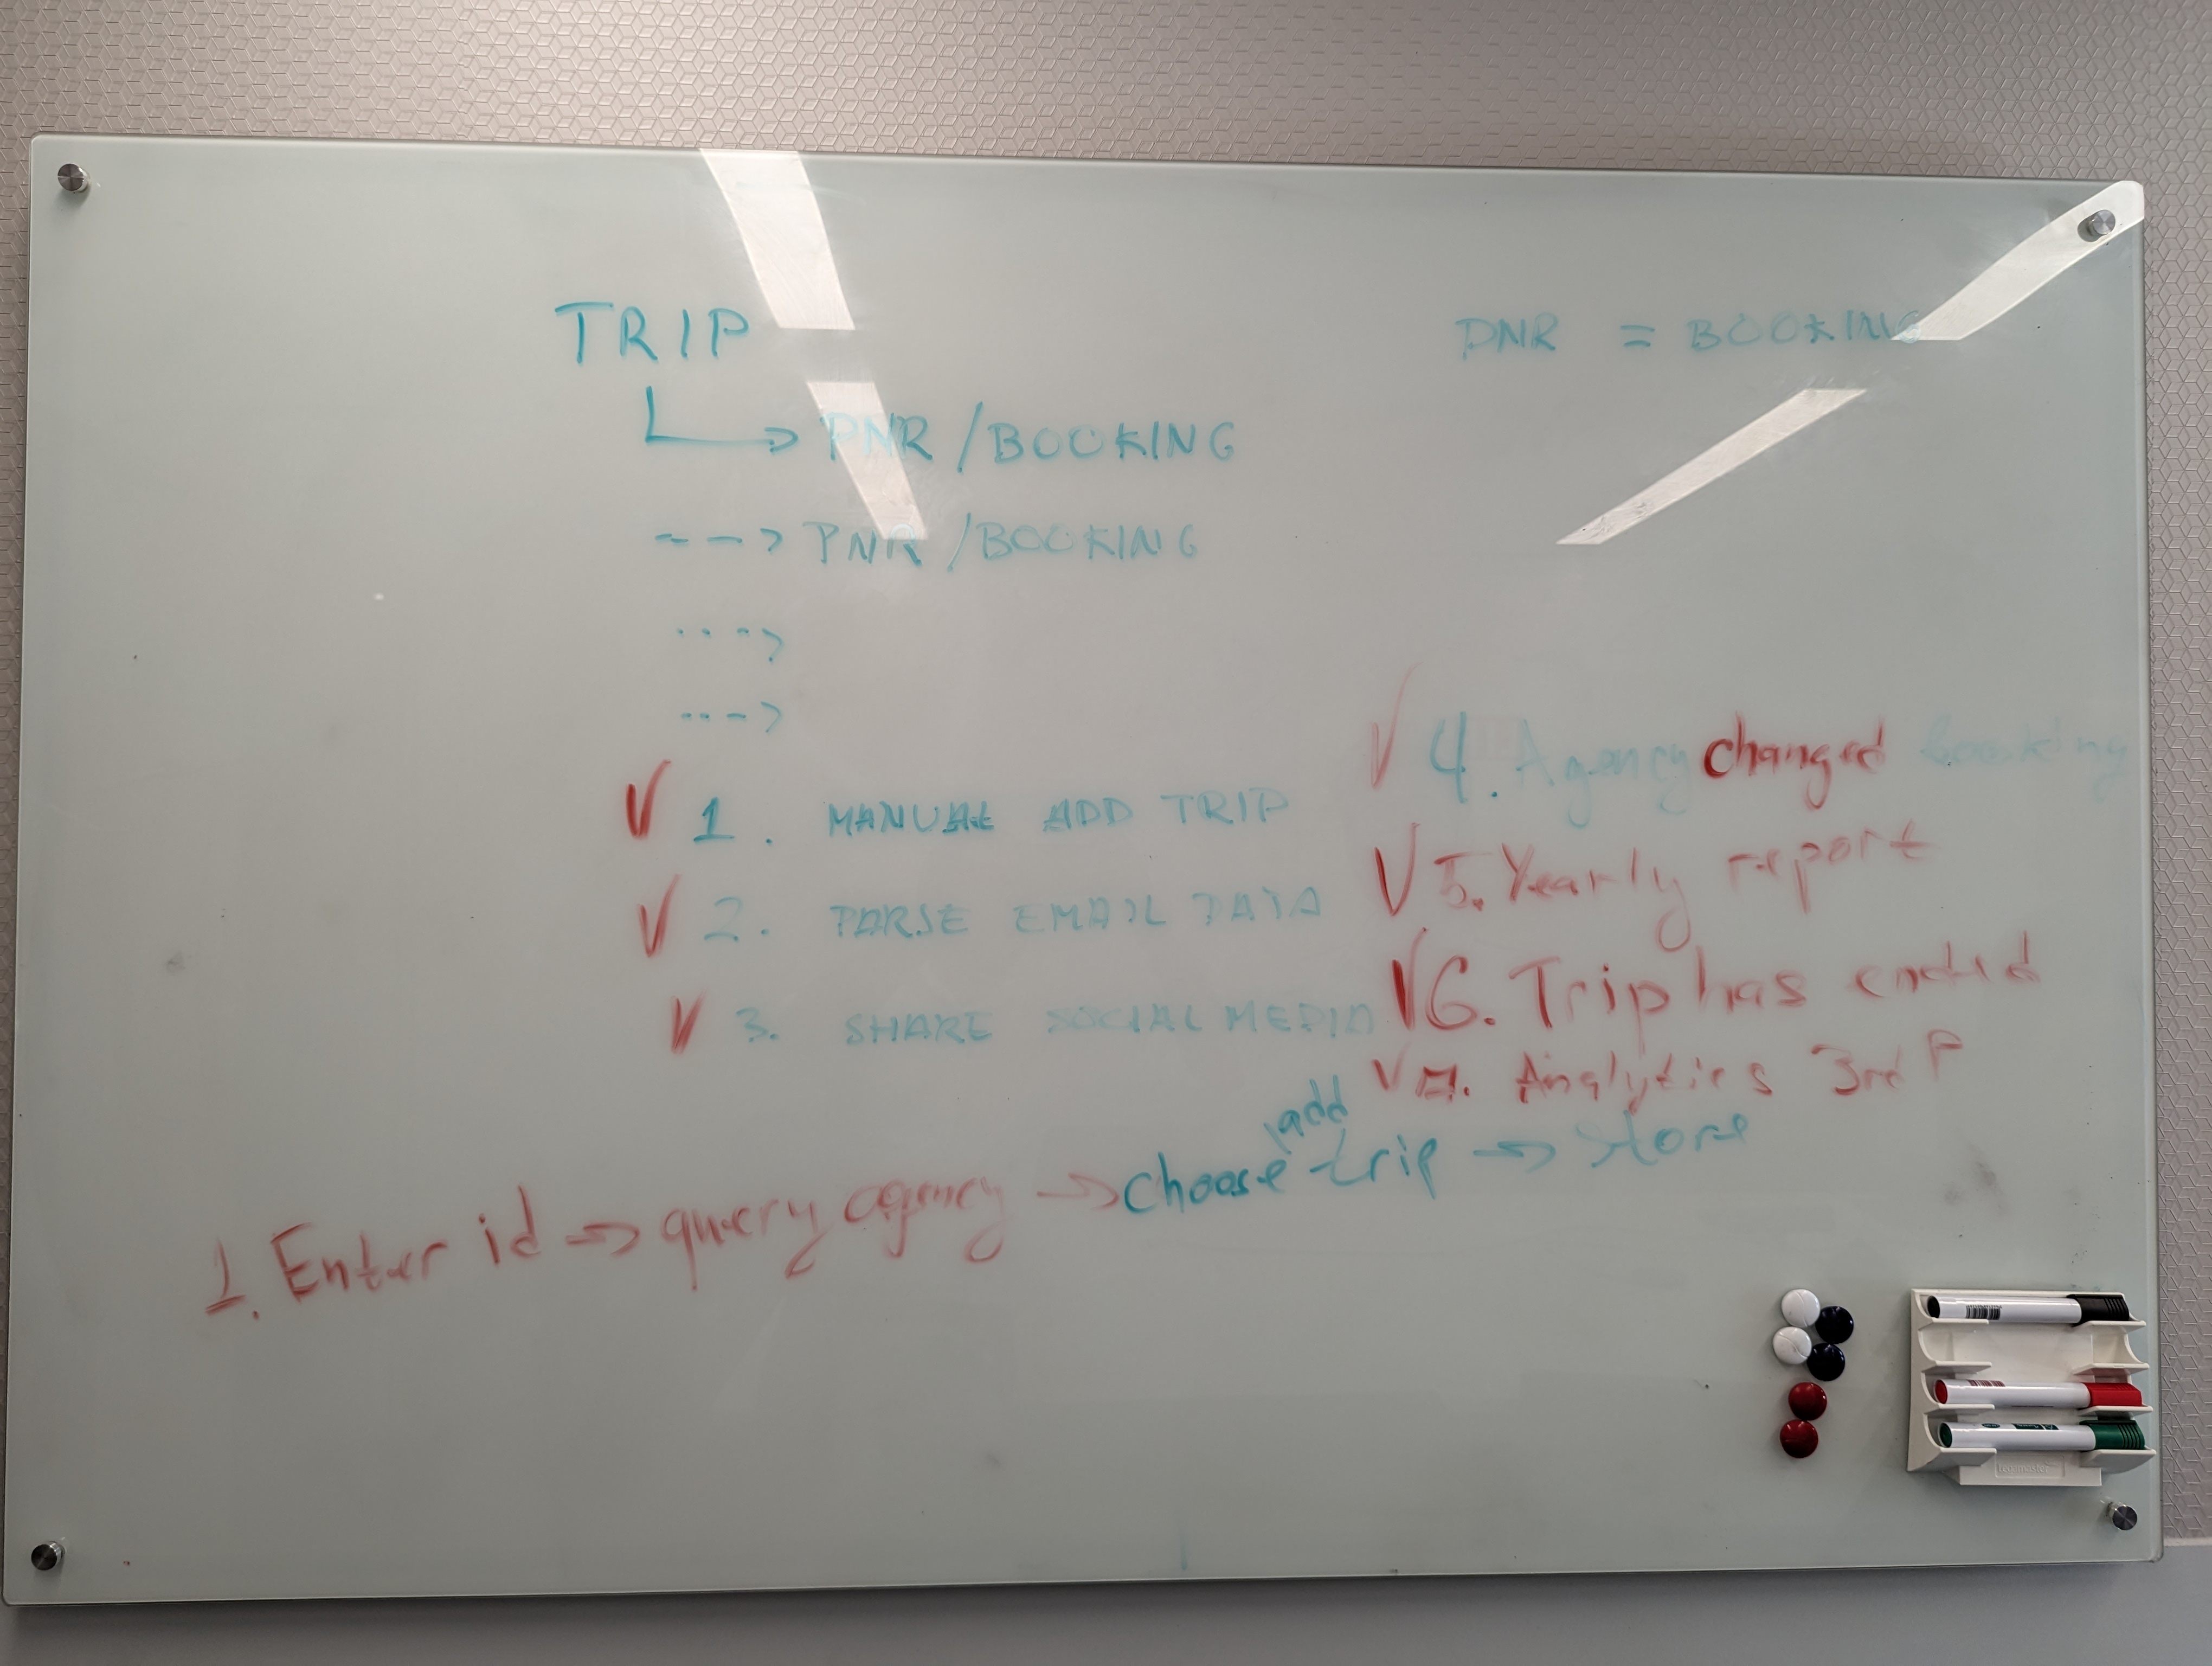 TRIP
PNR = BOOKING
→ PNR /BOOKING
---> PNR /BOOKING
...>
...>
V 1. MANUAL ADD TRIP
V 2. PARSE EMAIL DATA
V 3. SHARE SOCIAL MEDIA
V 4. Agency changed booking
V 5. Yearly report
V 6. Trip has ended
V 7. Analytics 3rd P
add
1. Enter id → query agency → choose trip → store